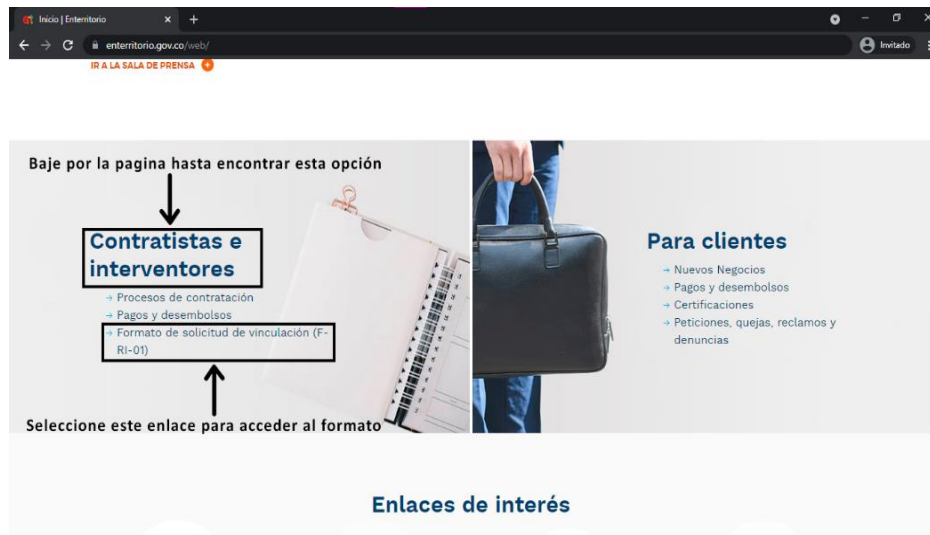 Inicio | Enterritorio
enterritorio.gov.co/web/
Invitado
IR A LA SALA DE PRENSA
Baje por la pagina hasta encontrar esta opción
Contratistas e
interventores
Procesos de contratación
Pagos y desembolsos
Formato de solicitud de vinculación (F-
RI-01)
Seleccione este enlace para acceder al formato
Para clientes
Nuevos Negocios
Pagos y desembolsos
Certificaciones
Peticiones, quejas, reclamos y
denuncias
Enlaces de interés